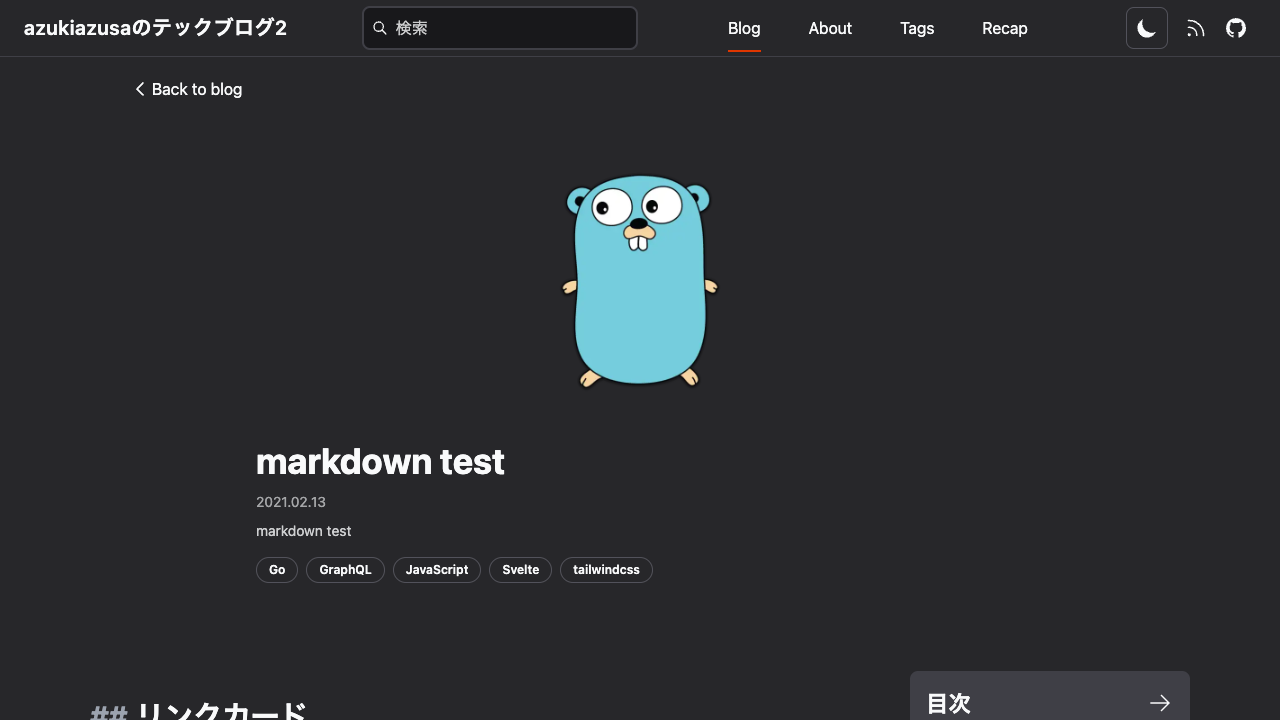 azukiazusaのテックブログ2
検索
Blog
About
Tags
Recap
Back to blog
markdown test
2021.02.13
markdown test
Go
GraphQL
JavaScript
Svelte
tailwindcss
## リンクカード
目次